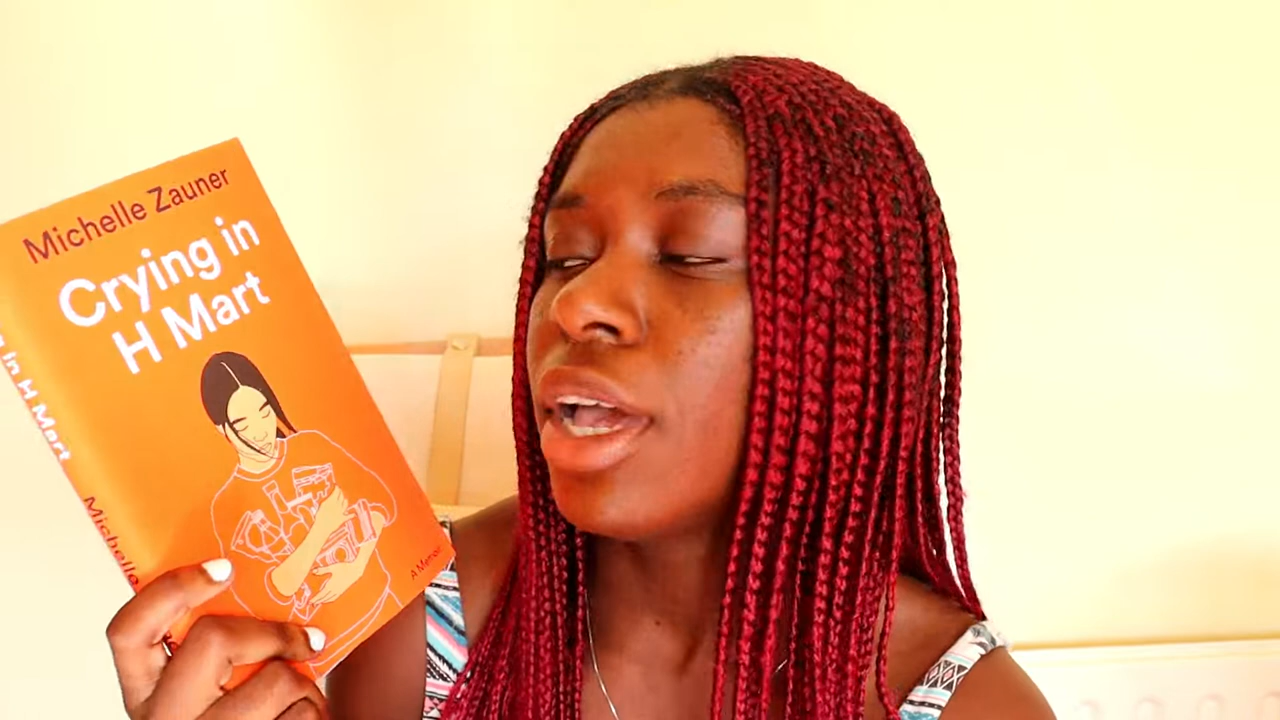 Michelle Zauner
Crying in
H Mart
A Memoir
in H Mart
Michelle